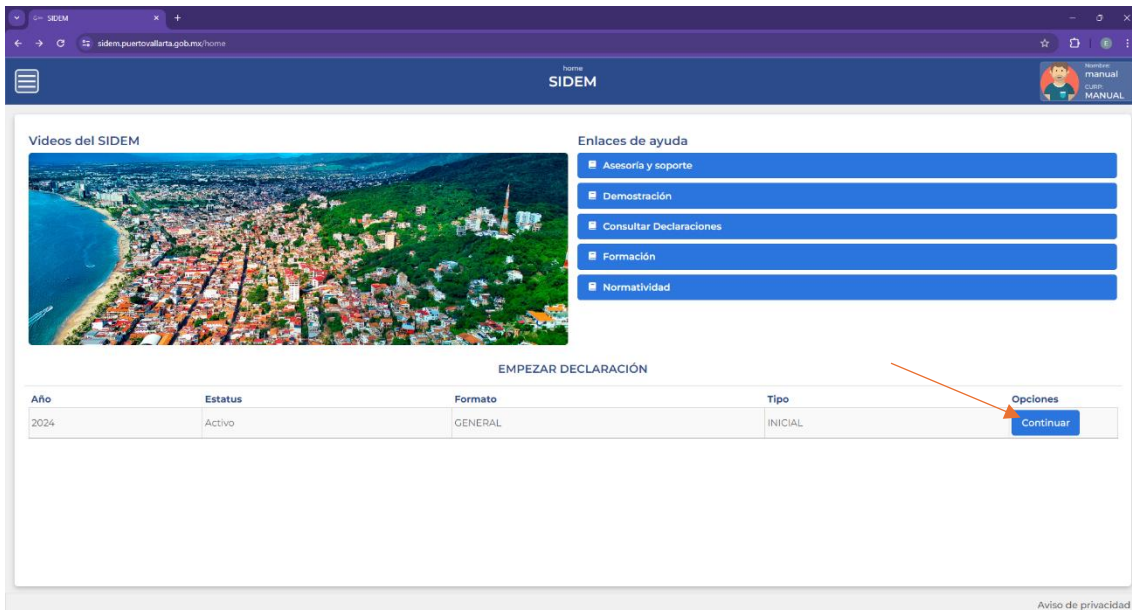 SIDEM
sidem.puertovallarta.gob.mx/home
home
SIDEM
Nombre:
manual
CURP:
MANUAL
Videos del SIDEM
Enlaces de ayuda
Asesoría y soporte
Demostración
Consultar Declaraciones
Formación
Normatividad
EMPEZAR DECLARACIÓN
Año Estatus Formato Tipo Opciones
2024 Activo GENERAL INICIAL Continuar
Aviso de privacidad